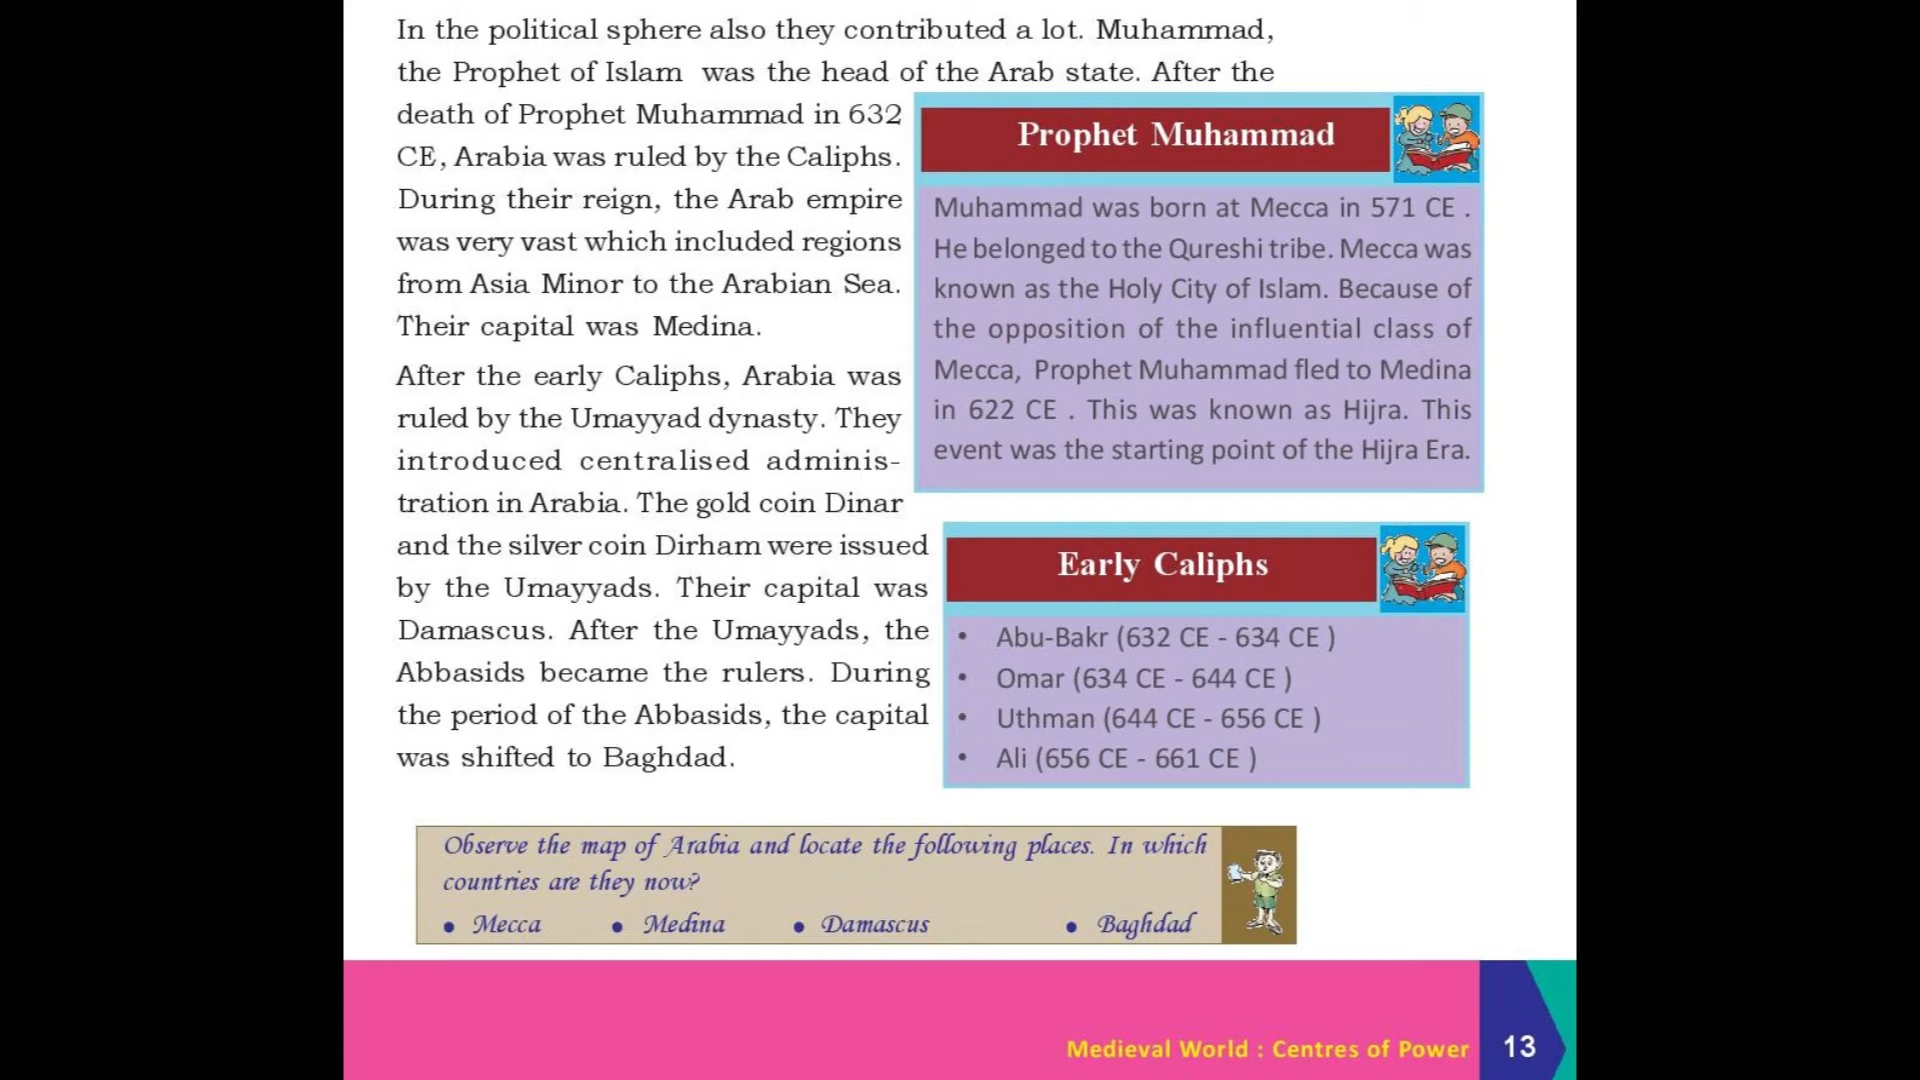 In the political sphere also they contributed a lot. Muhammad,
the Prophet of Islam was the head of the Arab state. After the
death of Prophet Muhammad in 632
CE, Arabia was ruled by the Caliphs.
During their reign, the Arab empire
was very vast which included regions
from Asia Minor to the Arabian Sea.
Their capital was Medina.
After the early Caliphs, Arabia was
ruled by the Umayyad dynasty. They
introduced centralised adminis-
tration in Arabia. The gold coin Dinar
and the silver coin Dirham were issued
by the Umayyads. Their capital was
Damascus. After the Umayyads, the
Abbasids became the rulers. During
the period of the Abbasids, the capital
was shifted to Baghdad.
Prophet Muhammad
Muhammad was born at Mecca in 571 CE .
He belonged to the Qureshi tribe. Mecca was
known as the Holy City of Islam. Because of
the opposition of the influential class of
Mecca, Prophet Muhammad fled to Medina
in 622 CE . This was known as Hijra. This
event was the starting point of the Hijra Era.
Early Caliphs
• Abu-Bakr (632 CE - 634 CE )
• Omar (634 CE - 644 CE )
• Uthman (644 CE - 656 CE )
• Ali (656 CE - 661 CE )
Observe the map of Arabia and locate the following places. In which
countries are they now?
• Mecca • Medina • Damascus • Baghdad
Medieval World : Centres of Power 13